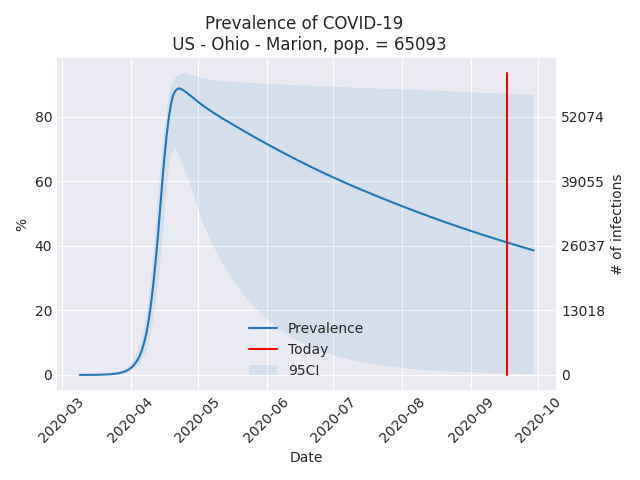 Prevalence of COVID-19
US - Ohio - Marion, pop. = 65093
%
80
60
40
20
0
52074
39055
26037
13018
0
# of infections
Prevalence
Today
95CI
2020-03
2020-04
2020-05
2020-06
2020-07
2020-08
2020-09
2020-10
Date